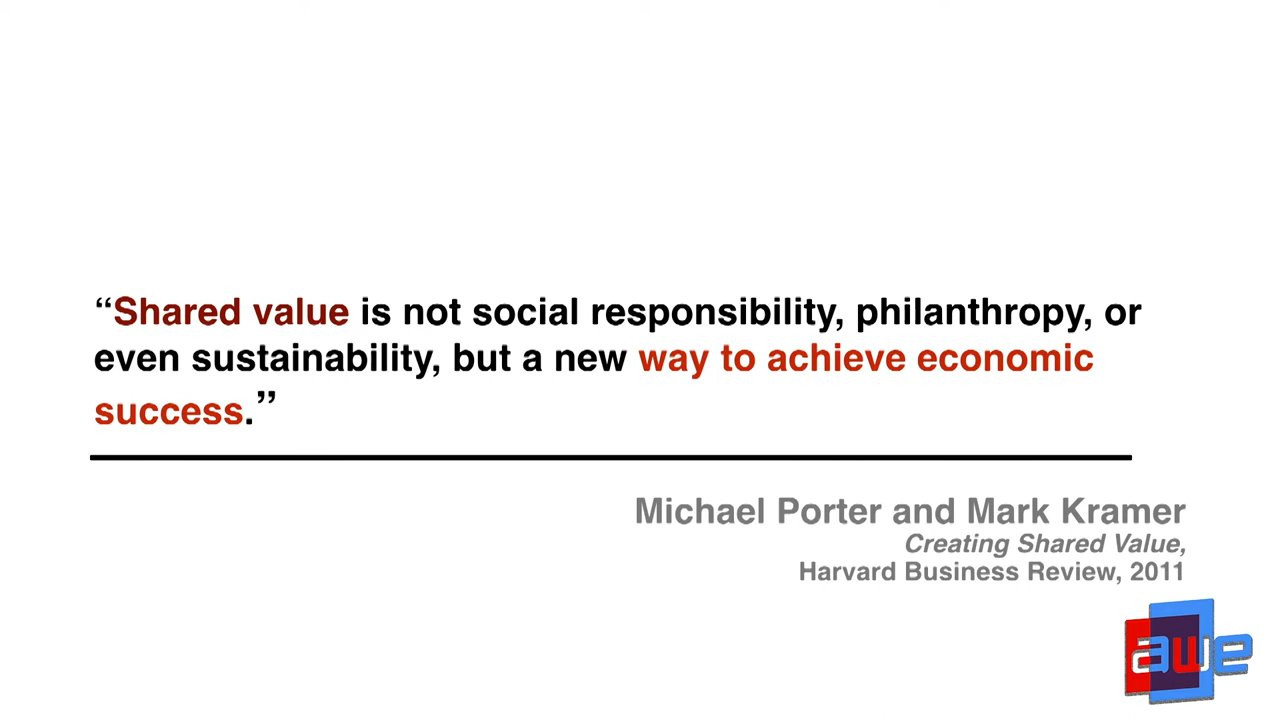 “Shared value is not social responsibility, philanthropy, or
even sustainability, but a new way to achieve economic
success.”
Michael Porter and Mark Kramer
Creating Shared Value,
Harvard Business Review, 2011
awe